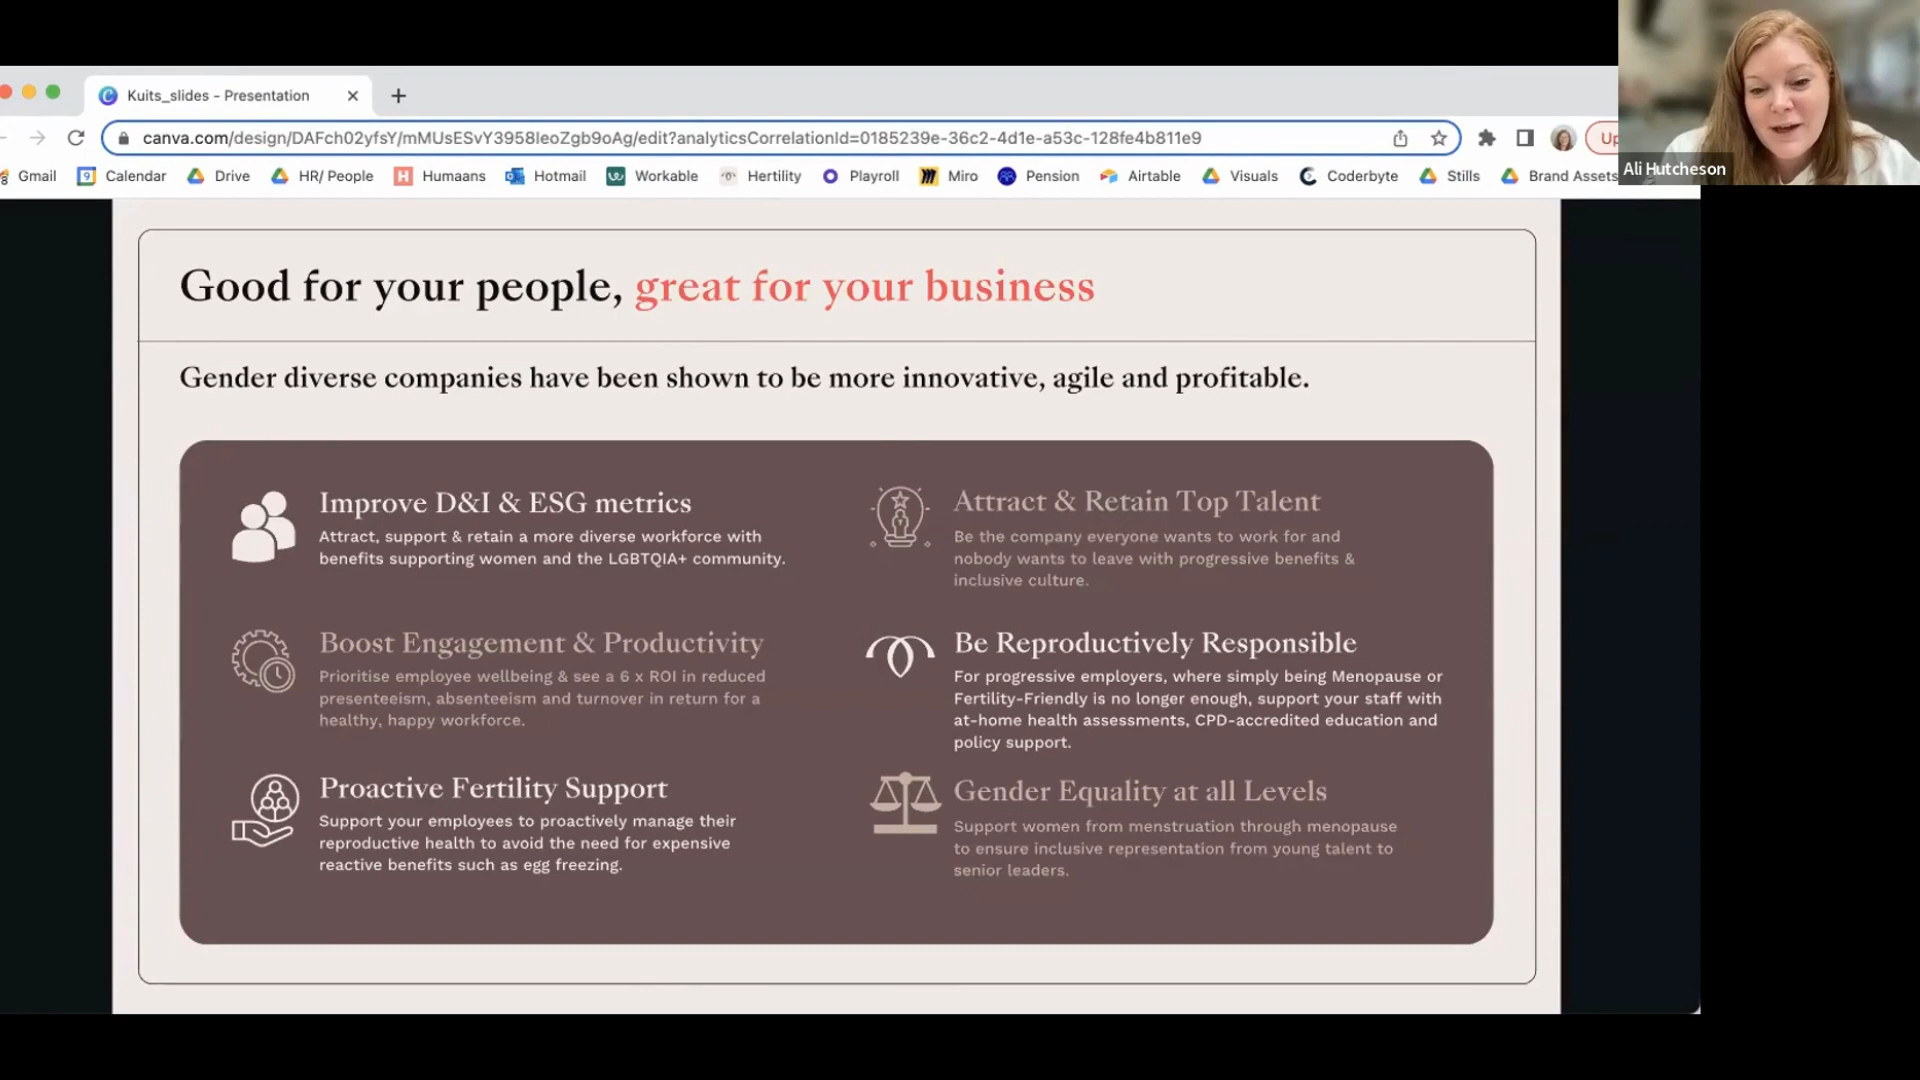 Kuits_slides - Presentation
canva.com/design/DAFch02yfsY/mMUsESvY3958leoZgb9oAg/edit?analyticsCorrelationId=0185239e-36c2-4d1e-a53c-128fe4b811e9
Up
Ali Hutcheson
Gmail
9
Calendar
Drive
HR/ People
H
Humaans
Hotmail
Workable
Hertility
Payroll
Miro
Pension
Airtable
Visuals
Coderbyte
Stills
Brand Assets
Good for your people, great for your business
Gender diverse companies have been shown to be more innovative, agile and profitable.
Improve D&I & ESG metrics
Attract, support & retain a more diverse workforce with
benefits supporting women and the LGBTQIA+ community.
Attract & Retain Top Talent
Be the company everyone wants to work for and
nobody wants to leave with progressive benefits &
inclusive culture.
Boost Engagement & Productivity
Prioritise employee wellbeing & see a 6 x ROI in reduced
presenteeism, absenteeism and turnover in return for a
healthy, happy workforce.
Be Reproductively Responsible
For progressive employers, where simply being Menopause or
Fertility-Friendly is no longer enough, support your staff with
at-home health assessments, CPD-accredited education and
policy support.
Proactive Fertility Support
Support your employees to proactively manage their
reproductive health to avoid the need for expensive
reactive benefits such as egg freezing.
Gender Equality at all Levels
Support women from menstruation through menopause
to ensure inclusive representation from young talent to
senior leaders.